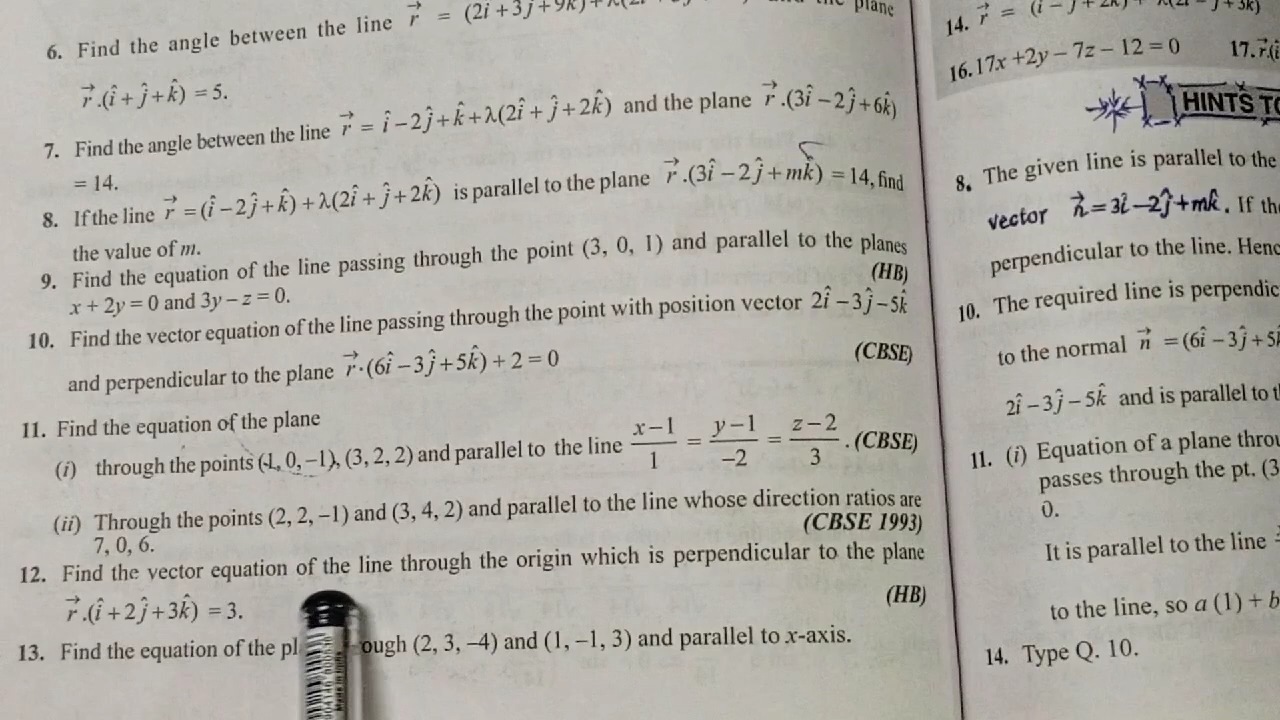 6. Find the angle between the line r⃗ = (2î + 3ĵ + 9k̂) + plane
r⃗ .(î + ĵ + k̂) = 5.
7. Find the angle between the line r⃗ = î – 2ĵ + k̂ + λ(2î + ĵ + 2k̂) and the plane r⃗ .(3î – 2ĵ + 6k̂)
= 14.
8. If the line r⃗ = (î – 2ĵ + k̂) + λ(2î + ĵ + 2k̂) is parallel to the plane r⃗ .(3î – 2ĵ + mk̂) = 14, find
the value of m.
9. Find the equation of the line passing through the point (3, 0, 1) and parallel to the planes
x + 2y = 0 and 3y – z = 0. (HB)
10. Find the vector equation of the line passing through the point with position vector 2î – 3ĵ – 5k̂
and perpendicular to the plane r⃗ ·(6î – 3ĵ + 5k̂) + 2 = 0 (CBSE)
11. Find the equation of the plane
(i) through the points (-1, 0, –1), (3, 2, 2) and parallel to the line x – 1/1 = y – 1/–2 = z – 2/3 . (CBSE)
(ii) Through the points (2, 2, –1) and (3, 4, 2) and parallel to the line whose direction ratios are
7, 0, 6. (CBSE 1993)
12. Find the vector equation of the line through the origin which is perpendicular to the plane
r⃗ .(î + 2ĵ + 3k̂) = 3. (HB)
13. Find the equation of the pl ough (2, 3, –4) and (1, –1, 3) and parallel to x-axis.
14. r⃗ = (î – ĵ + 2k̂) + λ(2î – ĵ + 3k̂)
16. 17x + 2y – 7z – 12 = 0 17. r⃗.(î
HINTS TO
8. The given line is parallel to the
vector n⃗ = 3î – 2ĵ + mk̂. If
perpendicular to the line.
10. The required line is
to the normal n⃗ = (6î – 3ĵ +
2î – 3ĵ – 5k̂ and is parallel to
11. (i) Equation of a plane
passes through the pt. (3
0.
It is parallel to the line
to the line, so a (1) + b
14. Type Q. 10.